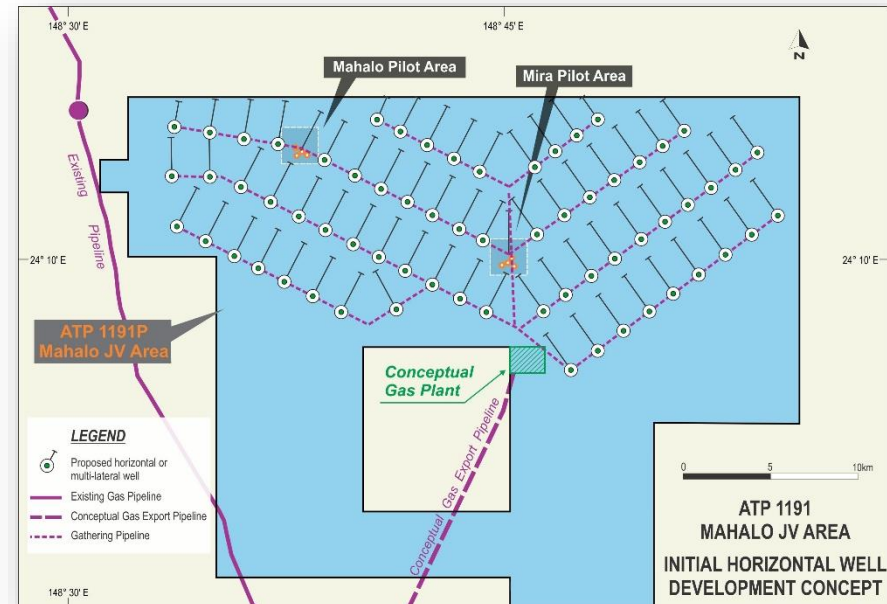 148° 30' E
148° 45' E
N
Mahalo Pilot Area
Mira Pilot Area
Existing
Pipeline
24° 10' E
24° 10' E
ATP 1191P
Mahalo JV Area
Conceptual
Gas Plant
Conceptual Gas Export Pipeline
LEGEND
Proposed horizontal or
multi-lateral well
Existing Gas Pipeline
Conceptual Gas Export Pipeline
Gathering Pipeline
0 5 10km
ATP 1191
MAHALO JV AREA
INITIAL HORIZONTAL WELL
DEVELOPMENT CONCEPT
148° 30' E
148° 45' E